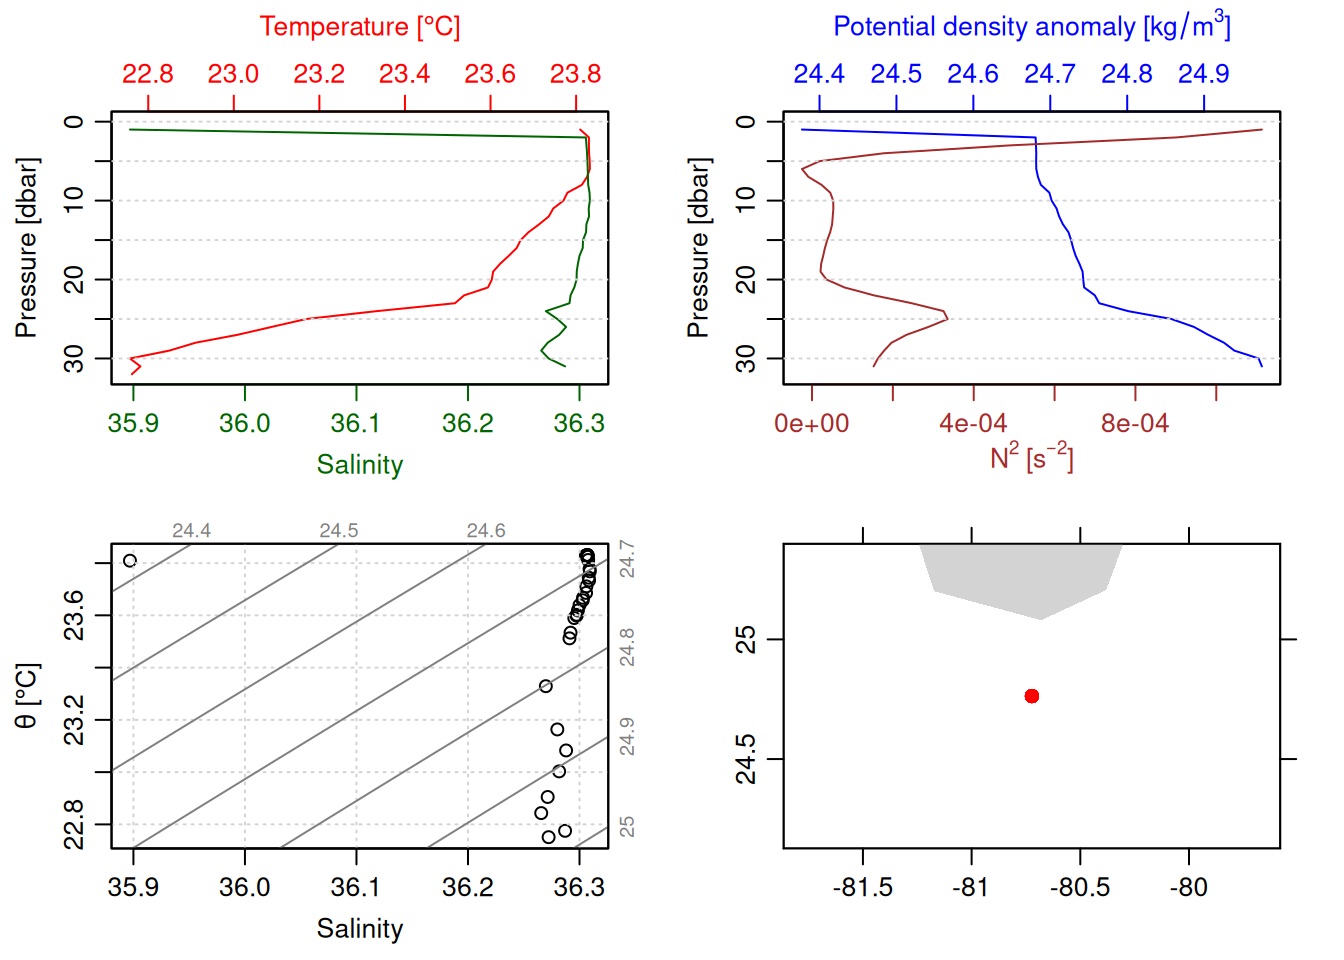 Temperature [°C]
22.8 23.0 23.2 23.4 23.6 23.8
Pressure [dbar]
0
10
20
30
35.9 36.0 36.1 36.2 36.3
Salinity
Potential density anomaly [kg/m³]
24.4 24.5 24.6 24.7 24.8 24.9
Pressure [dbar]
0
10
20
30
0e+00 4e-04 8e-04
N² [s⁻²]
24.4 24.5 24.6
24.7
24.8
24.9
25
θ [°C]
23.6
23.2
22.8
35.9 36.0 36.1 36.2 36.3
Salinity
25
24.5
-81.5 -81 -80.5 -80